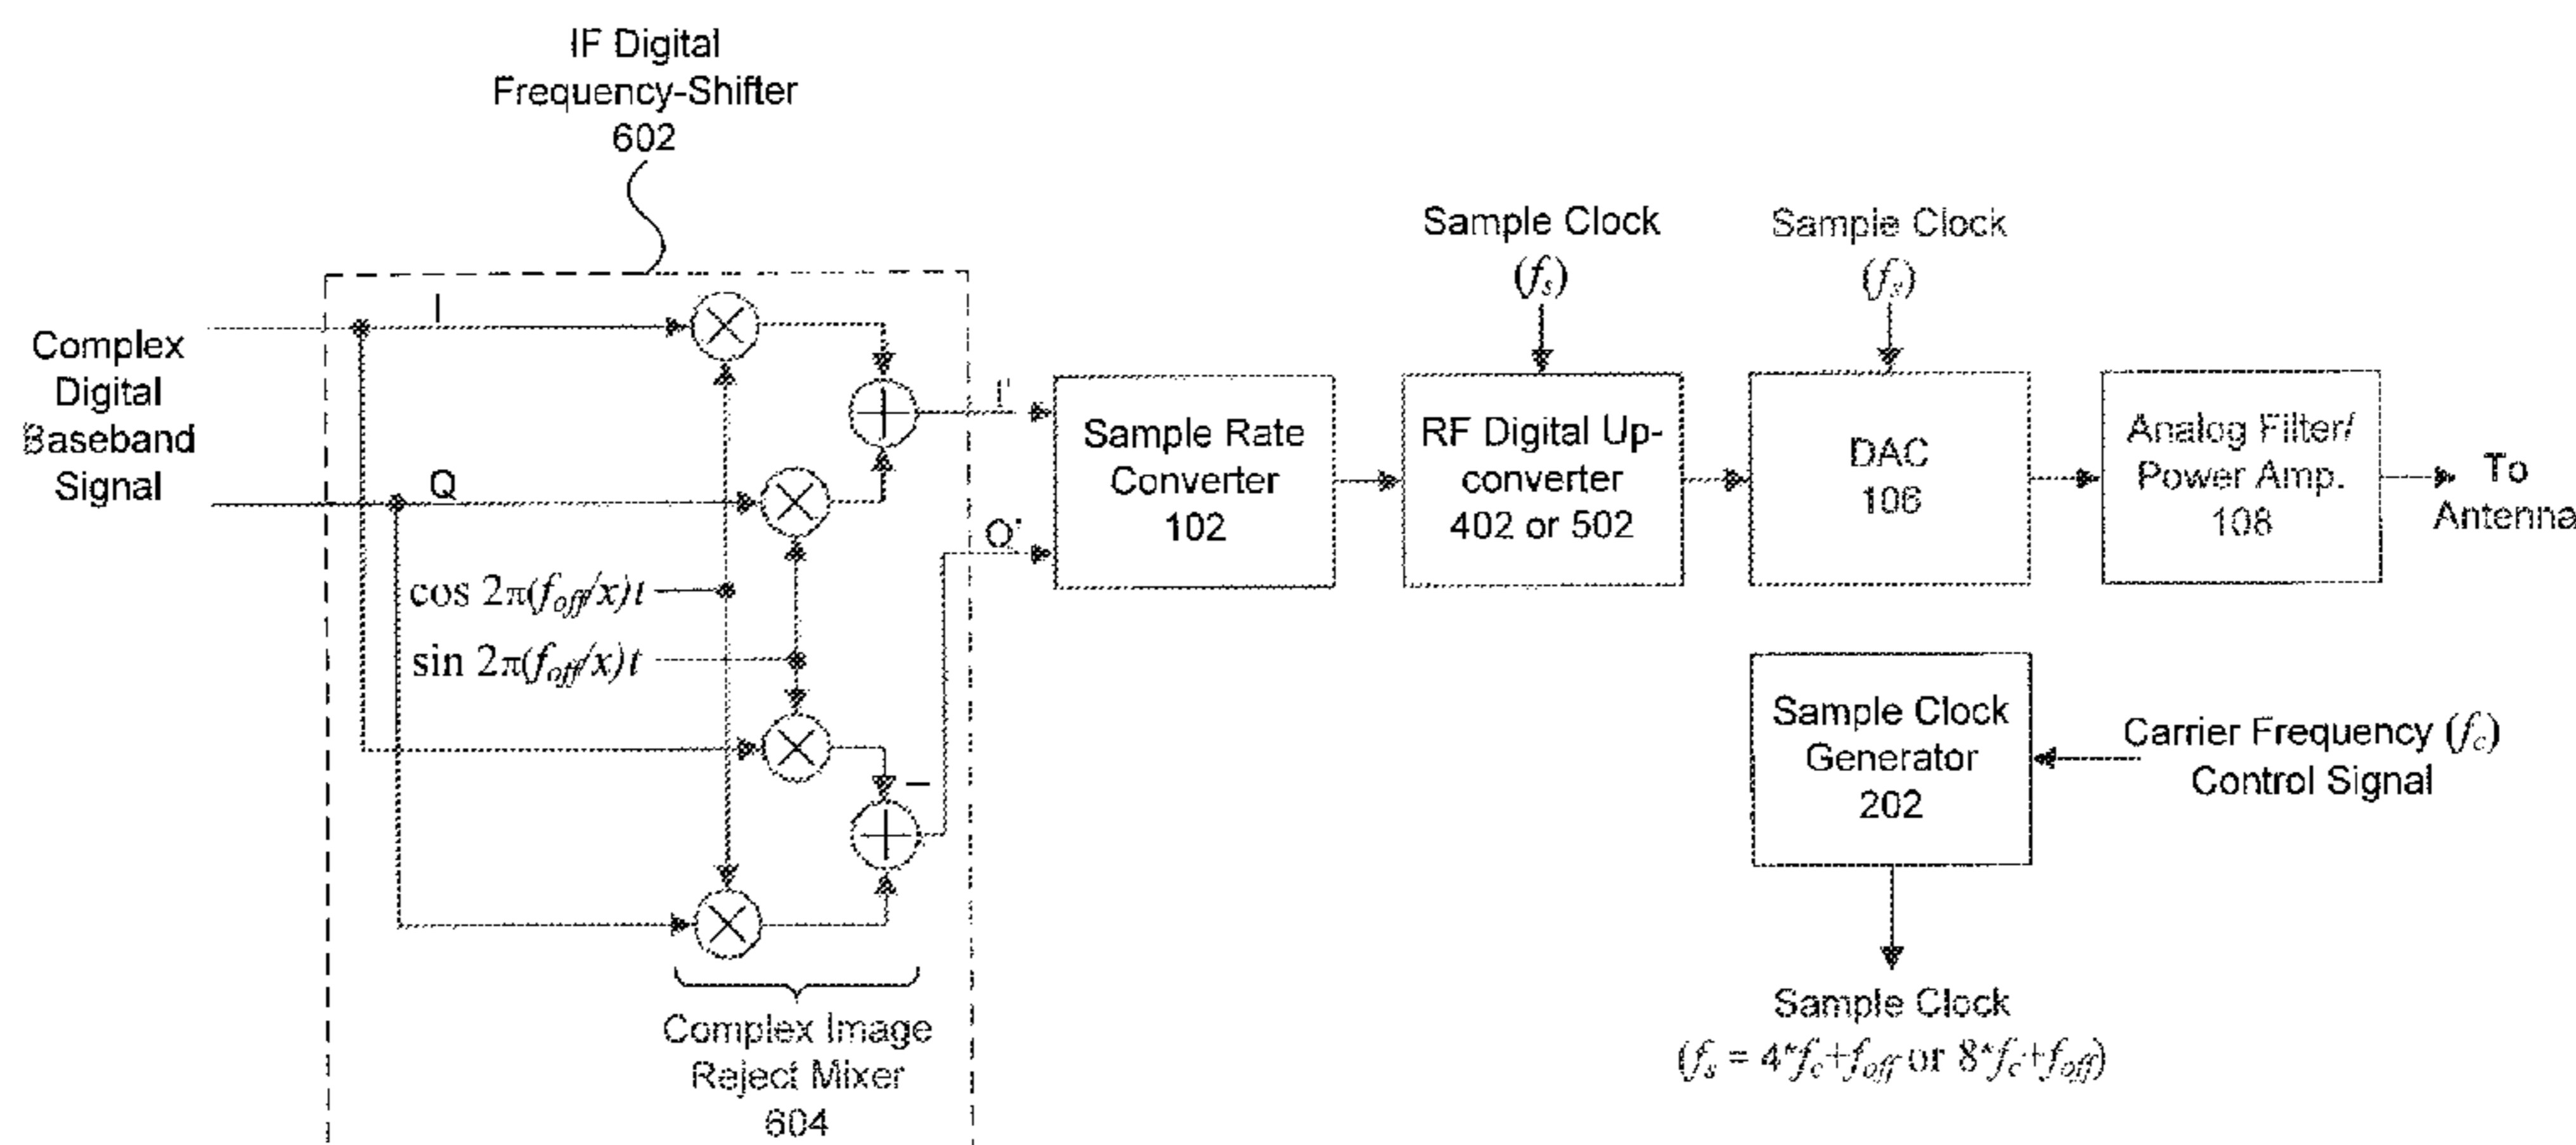 IF Digital
Frequency-Shifter
602
Complex
Digital
Baseband
Signal
I
Q
cos 2π(f_off/x)t
sin 2π(f_off/x)t
I'
Q'
Complex Image
Reject Mixer
604
Sample Rate
Converter
102
Sample Clock
(f_s)
RF Digital Up-
converter
402 or 502
Sample Clock
(f_s)
DAC
106
Analog Filter/
Power Amp.
108
To
Antenna
Sample Clock
Generator
202
Carrier Frequency (f_c)
Control Signal
–
Sample Clock
(f_s = 4*f_c+f_off or 8*f_c+f_off)